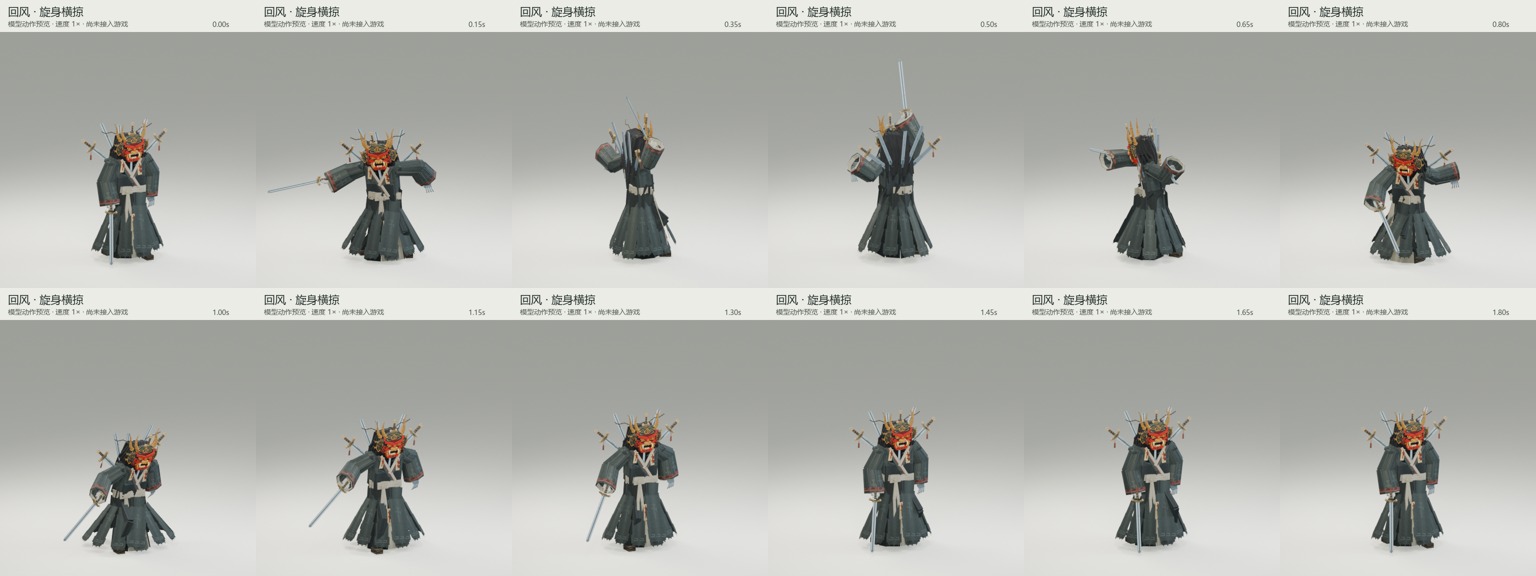 回风 · 旋身横掠
模型动作预览 · 速度 1× · 尚未接入游戏 0.00s
回风 · 旋身横掠
模型动作预览 · 速度 1× · 尚未接入游戏 0.15s
回风 · 旋身横掠
模型动作预览 · 速度 1× · 尚未接入游戏 0.35s
回风 · 旋身横掠
模型动作预览 · 速度 1× · 尚未接入游戏 0.50s
回风 · 旋身横掠
模型动作预览 · 速度 1× · 尚未接入游戏 0.65s
回风 · 旋身横掠
模型动作预览 · 速度 1× · 尚未接入游戏 0.80s
回风 · 旋身横掠
模型动作预览 · 速度 1× · 尚未接入游戏 1.00s
回风 · 旋身横掠
模型动作预览 · 速度 1× · 尚未接入游戏 1.15s
回风 · 旋身横掠
模型动作预览 · 速度 1× · 尚未接入游戏 1.30s
回风 · 旋身横掠
模型动作预览 · 速度 1× · 尚未接入游戏 1.45s
回风 · 旋身横掠
模型动作预览 · 速度 1× · 尚未接入游戏 1.65s
回风 · 旋身横掠
模型动作预览 · 速度 1× · 尚未接入游戏 1.80s